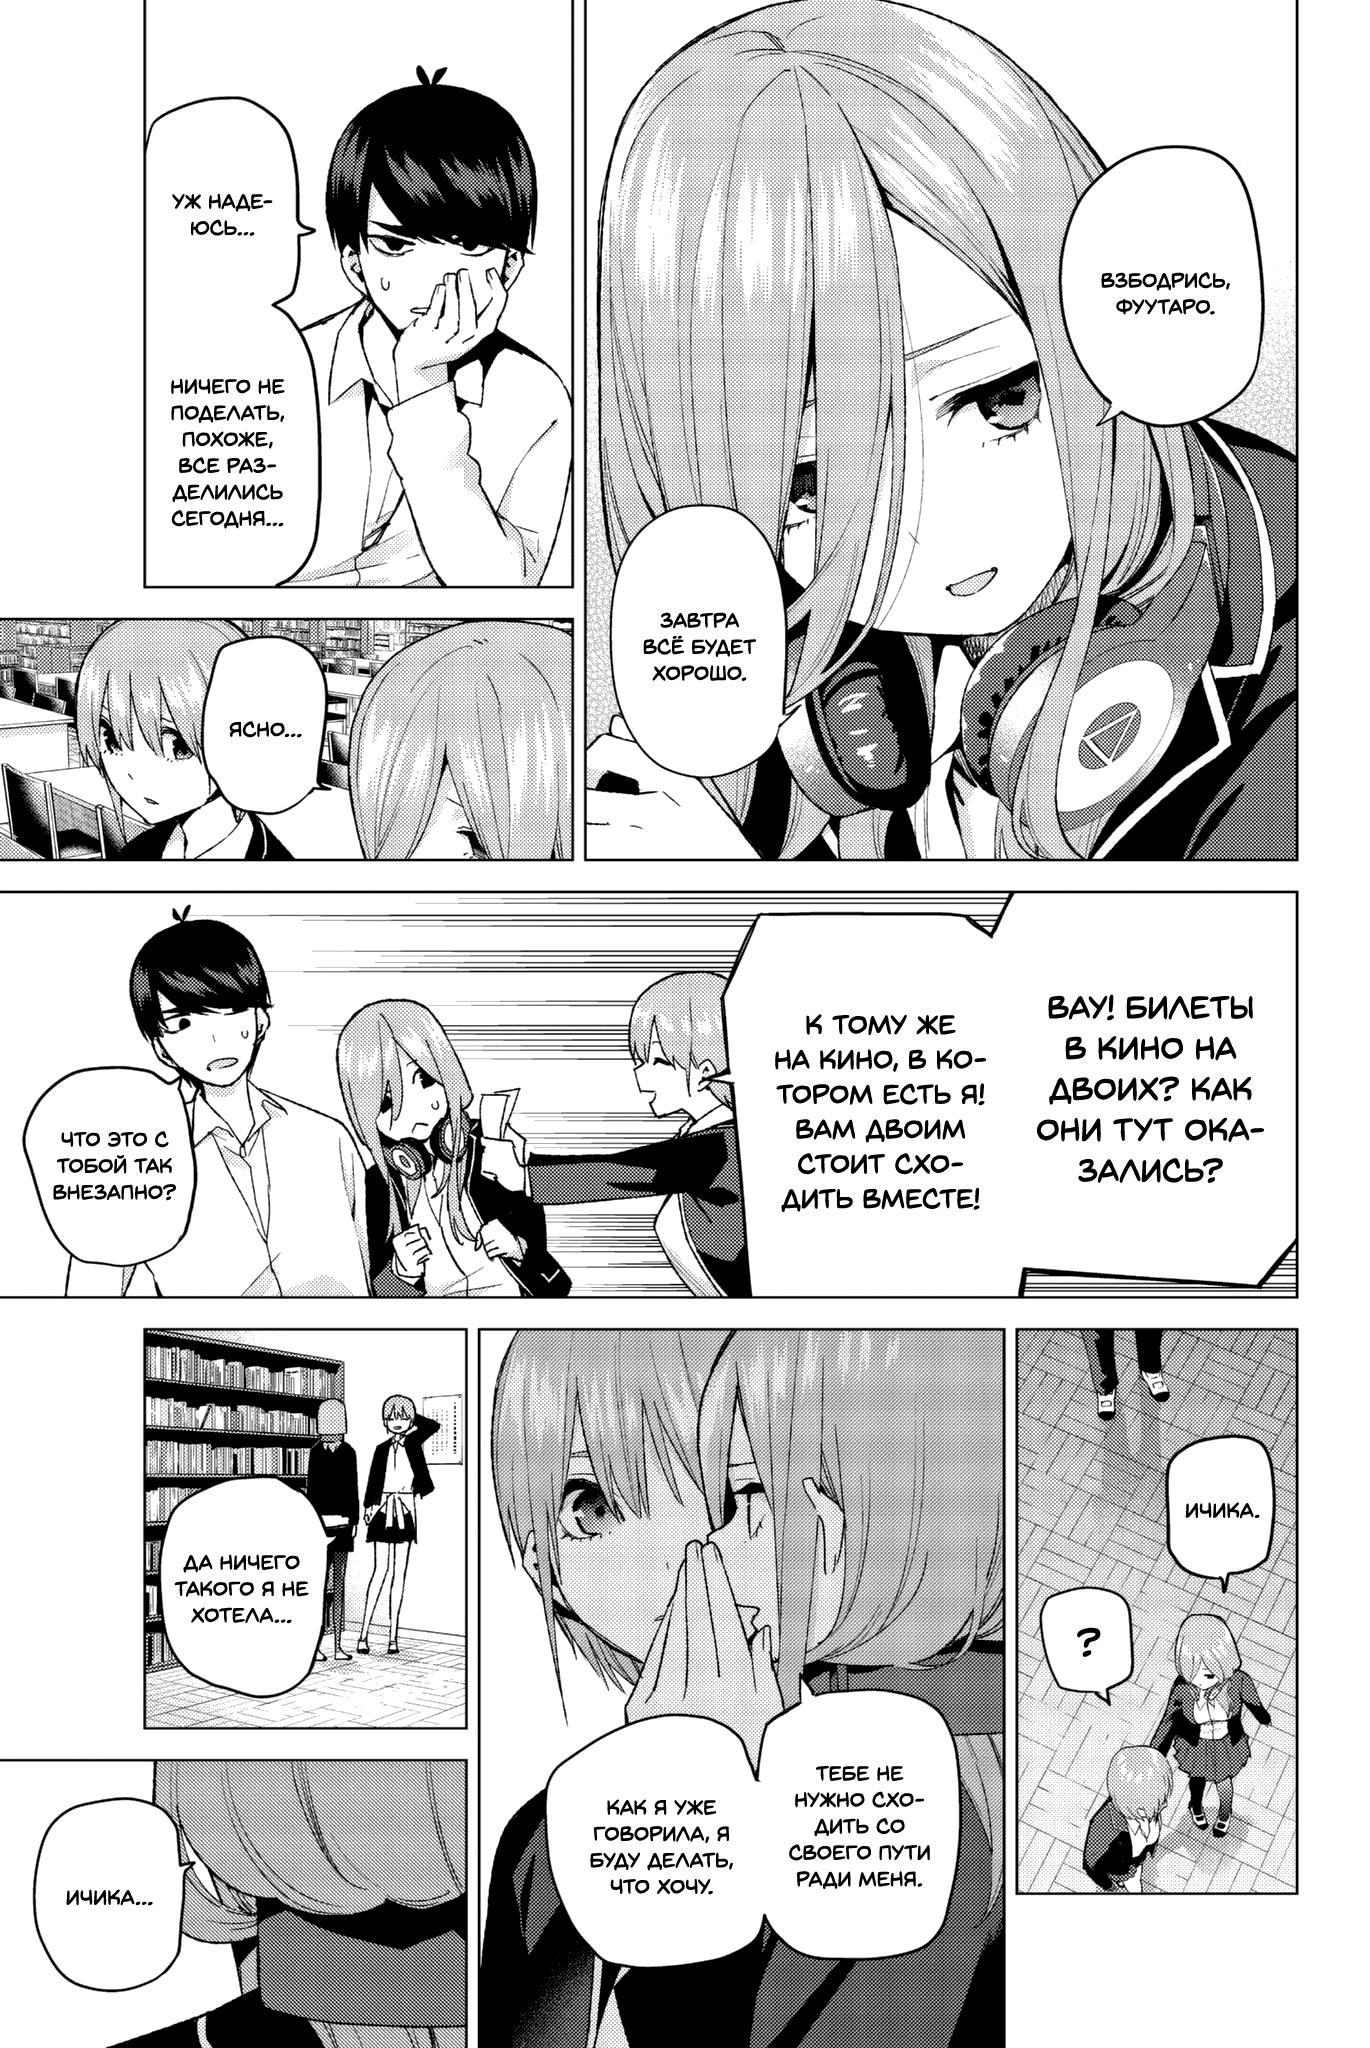 ВЗБОДРИСЬ,
ФУУТАРО.
ЗАВТРА
ВСЁ БУДЕТ
ХОРОШО.
УЖ НАДЕ-
ЮСЬ...
НИЧЕГО НЕ
ПОДЕЛАТЬ,
ПОХОЖЕ,
ВСЕ РАЗ-
ДЕЛИЛИСЬ
СЕГОДНЯ...
ЯСНО...
ВАУ! БИЛЕТЫ
В КИНО НА
ДВОИХ? КАК
ОНИ ТУТ ОКА-
ЗАЛИСЬ?
К ТОМУ ЖЕ
НА КИНО, В КО-
ТОРОМ ЕСТЬ Я!
ВАМ ДВОИМ
СТОИТ СХО-
ДИТЬ ВМЕСТЕ!
ЧТО ЭТО С
ТОБОЙ ТАК
ВНЕЗАПНО?
ИЧИКА.
?
ТЕБЕ НЕ
НУЖНО СХО-
ДИТЬ СО
СВОЕГО ПУТИ
РАДИ МЕНЯ.
КАК Я УЖЕ
ГОВОРИЛА, Я
БУДУ ДЕЛАТЬ,
ЧТО ХОЧУ.
ДА НИЧЕГО
ТАКОГО Я НЕ
ХОТЕЛА...
ИЧИКА...